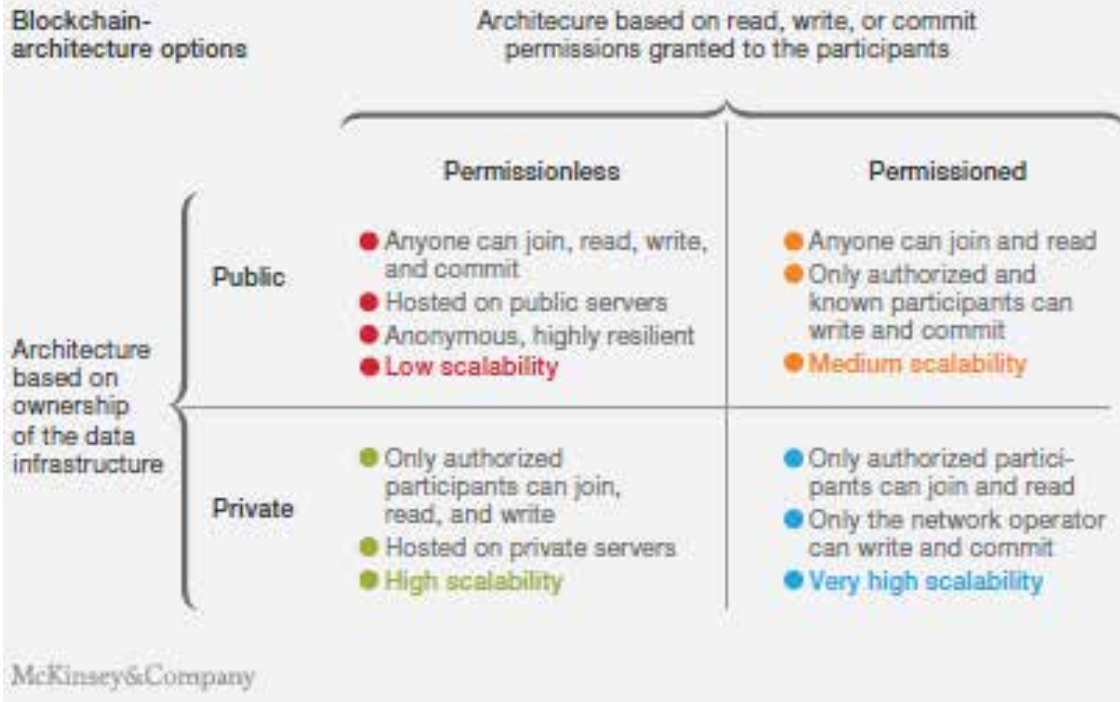 Blockchain-
architecture options
Architecure based on read, write, or commit
permissions granted to the participants
Permissionless
Permissioned
Architecture
based on
ownership
of the data
infrastructure
Public
Anyone can join, read, write,
and commit
Hosted on public servers
Anonymous, highly resilient
Low scalability
Anyone can join and read
Only authorized and
known participants can
write and commit
Medium scalability
Private
Only authorized
participants can join,
read, and write
Hosted on private servers
High scalability
Only authorized partici-
pants can join and read
Only the network operator
can write and commit
Very high scalability
McKinsey&Company